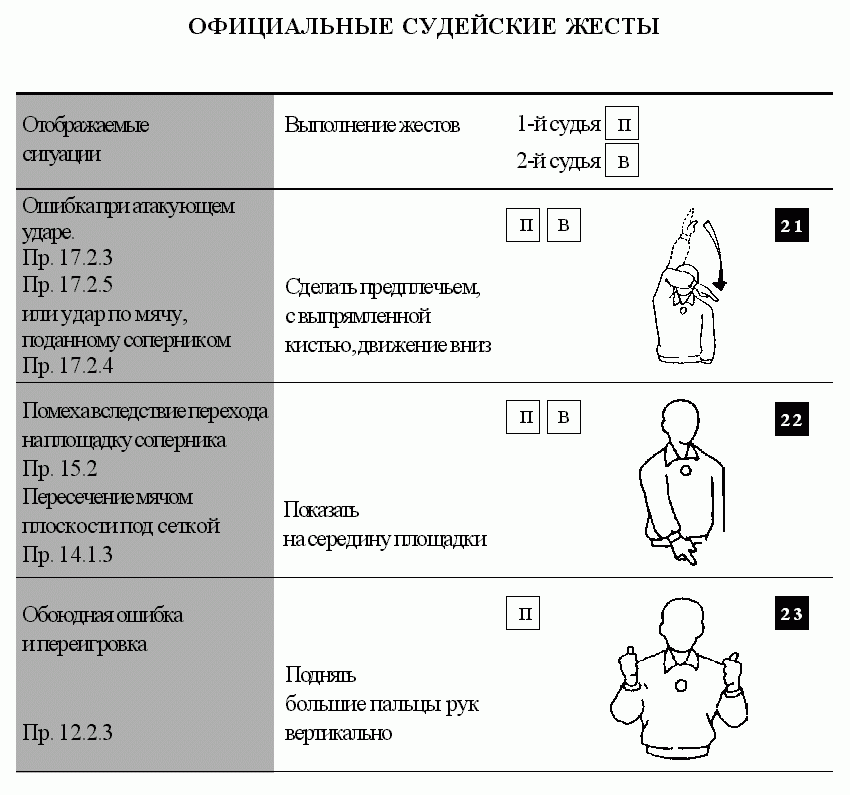 ОФИЦИАЛЬНЫЕ СУДЕЙСКИЕ ЖЕСТЫ
Отображаемые
ситуации
Выполнение жестов
1-й судья П
2-й судья В
Ошибка при атакующем
ударе.
Пр. 17.2.3
Пр. 17.2.5
или удар по мячу,
поданному соперником
Пр. 17.2.4
П В
Сделать предплечьем,
с выпрямленной
кистью, движение вниз
21
Помеха вследствие перехода
на площадку соперника
Пр. 15.2
Пересечение мячом
плоскости под сеткой
Пр. 14.1.3
П В
Показать
на середину площадки
22
Обоюдная ошибка
и переигровка
Пр. 12.2.3
П
Поднять
большие пальцы рук
вертикально
23